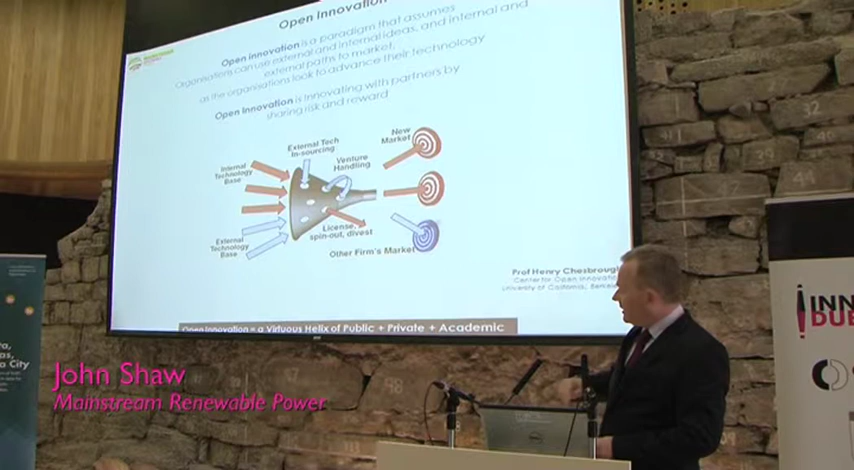 Open Innovation
Open innovation is a paradigm that assumes
Organisations can use external and internal ideas, and internal and
external paths to market,
as the organisations look to advance their technology
Open Innovation is innovating with partners by
sharing risk and reward
External Tech
In-sourcing
New
Market
Internal
Technology
Base
Venture
Handling
License,
spin-out, divest
External
Technology
Base
Other Firm's Market
Prof Henry Chesbrough
Center for Open Innovation
University of California,
Open Innovation = a Virtuous Helix of Public + Private + Academic
John Shaw
Mainstream Renewable Power
INN
DUB
a City
DELL